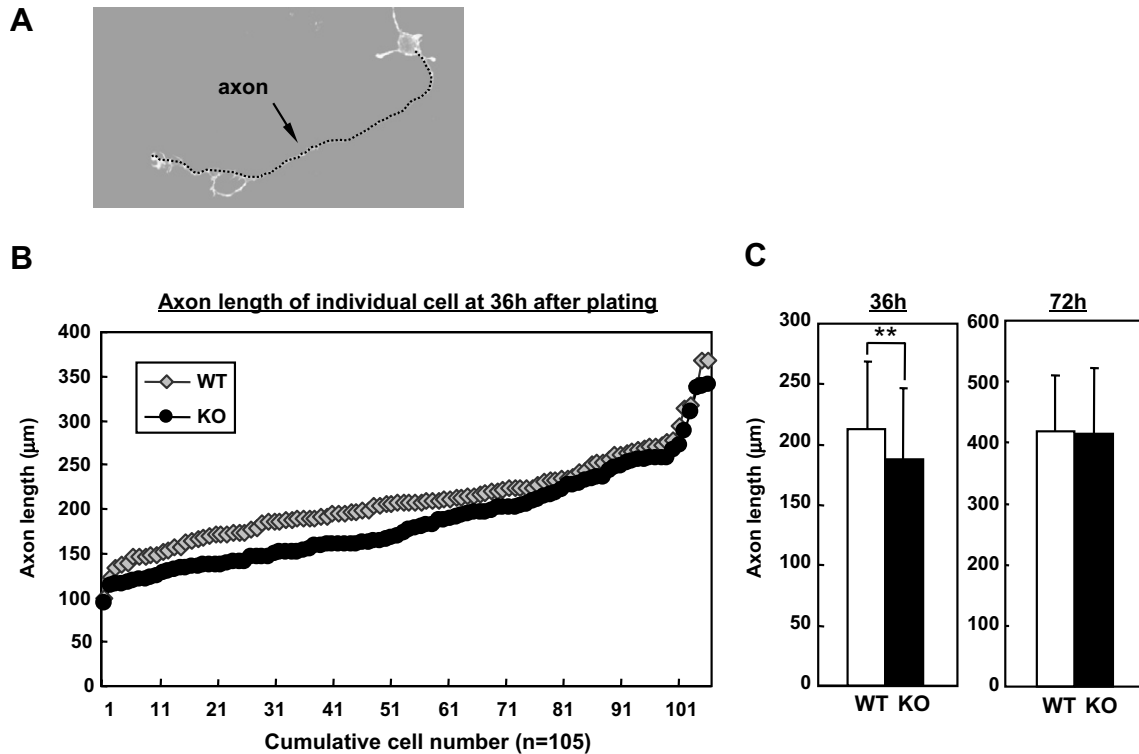 A
axon
B
Axon length of individual cell at 36h after plating
400
350
300
250
200
150
100
50
0
Axon length (µm)
WT
KO
1 11 21 31 41 51 61 71 81 91 101
Cumulative cell number (n=105)
C
36h
300
250
200
150
100
50
0
Axon length (µm)
**
WT KO
72h
600
500
400
300
200
100
0
WT KO